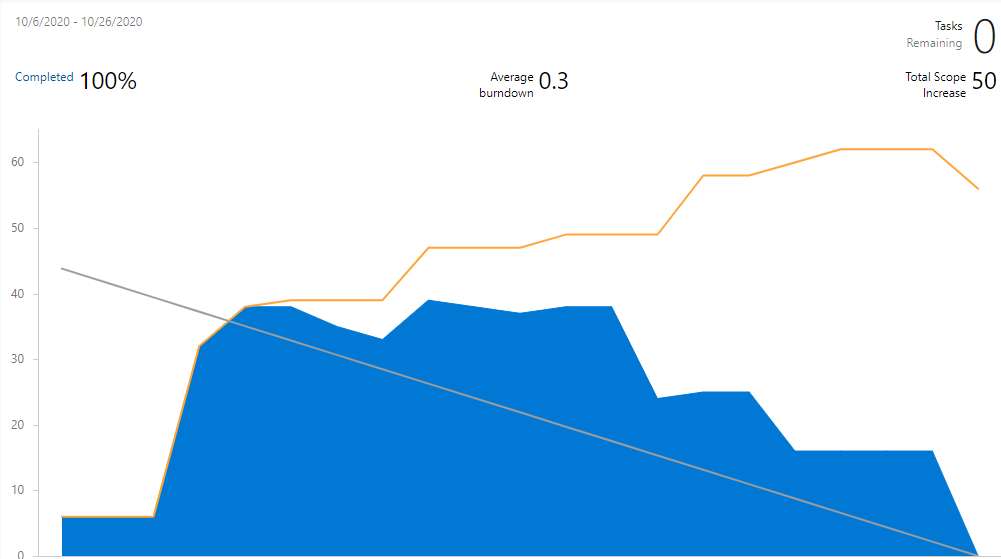 10/6/2020 - 10/26/2020
Tasks
Remaining
0
Completed 100%
Average
burndown
0.3
Total Scope
Increase
50
60
50
40
30
20
10
0